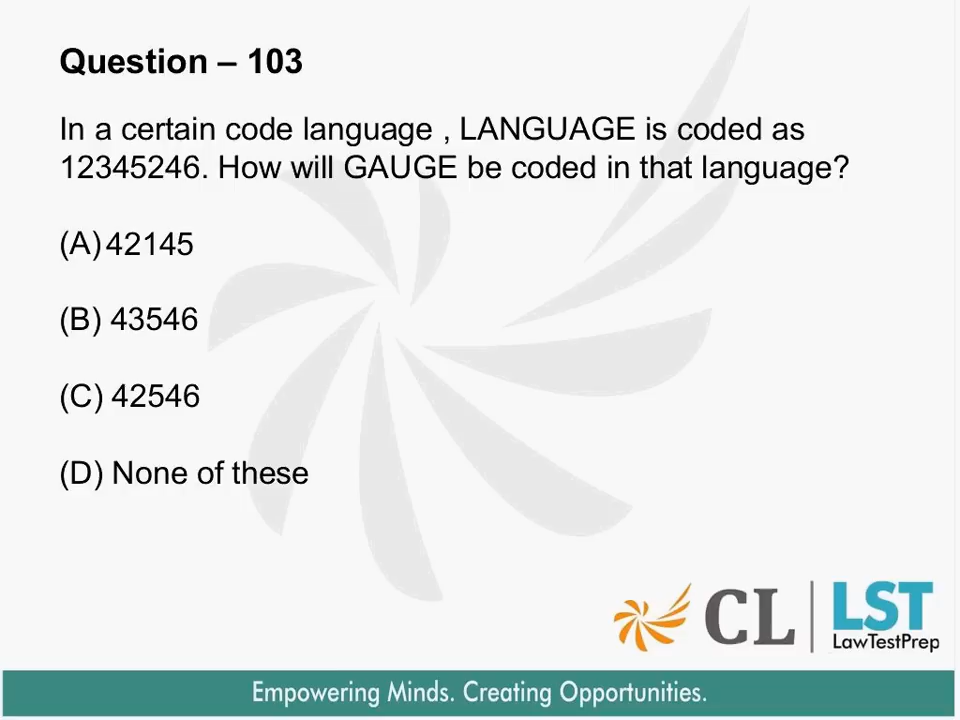 Question – 103
In a certain code language , LANGUAGE is coded as
12345246. How will GAUGE be coded in that language?
(A) 42145
(B) 43546
(C) 42546
(D) None of these
CL | LST
LawTestPrep
Empowering Minds. Creating Opportunities.